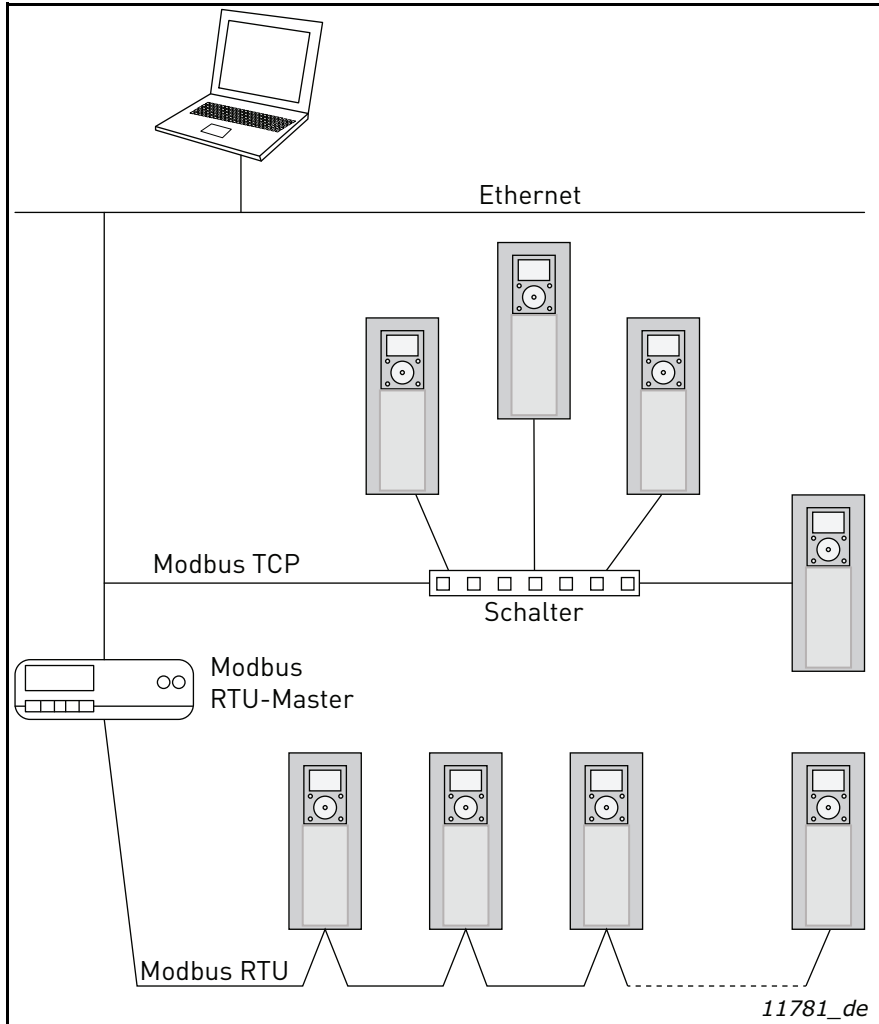 Ethernet
Modbus TCP
Schalter
Modbus
RTU-Master
Modbus RTU
11781_de